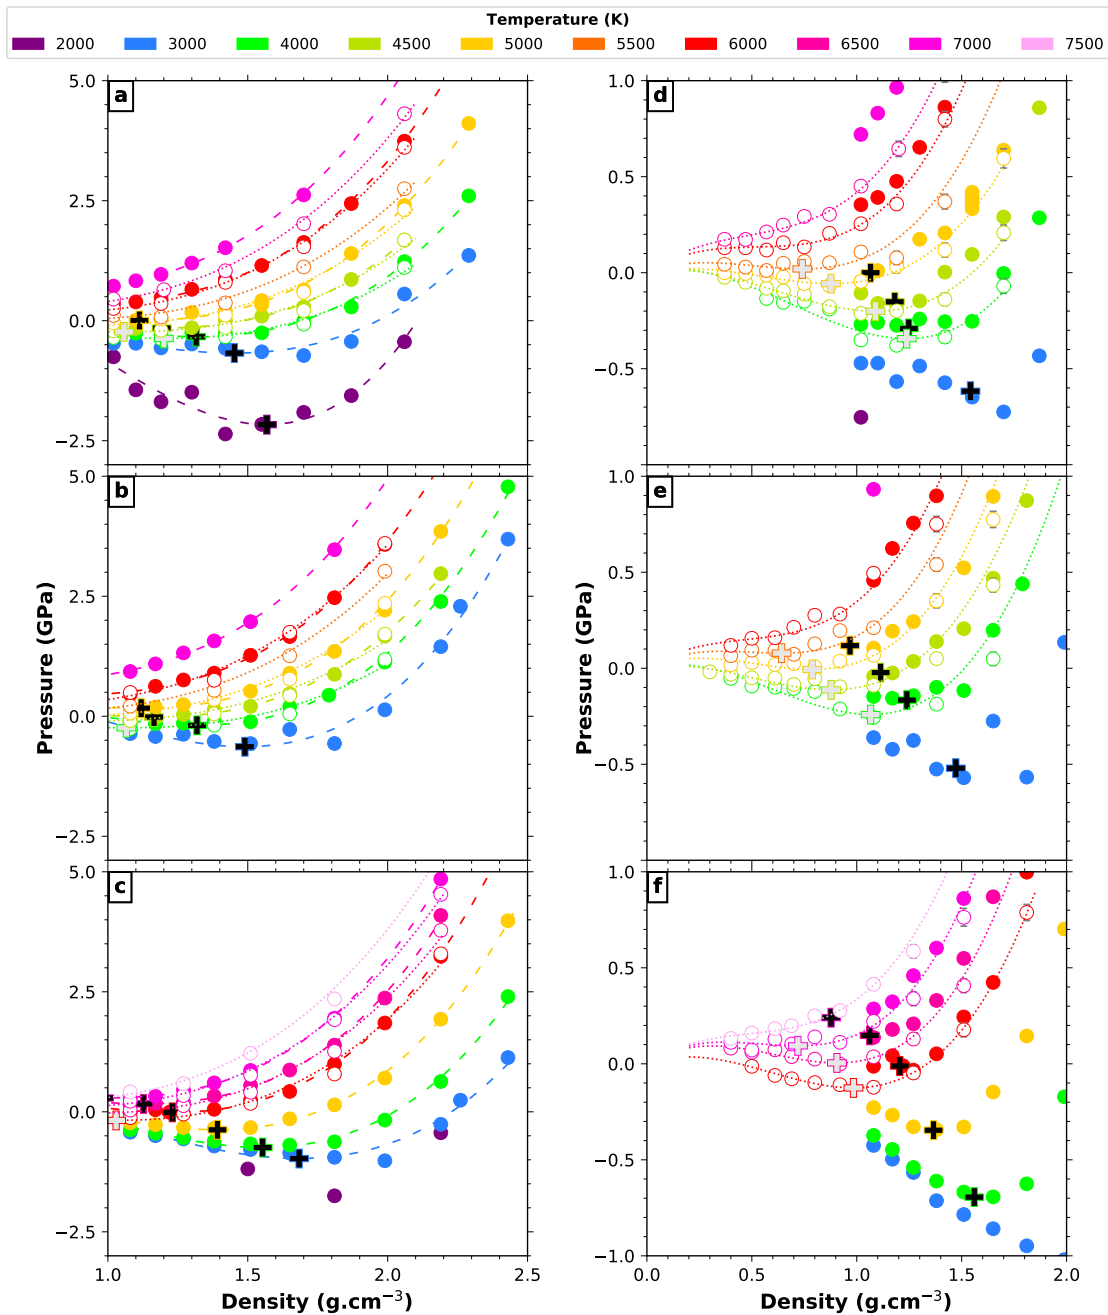 Temperature (K)
2000 3000 4000 4500 5000 5500 6000 6500 7000 7500
5.0
a
2.5
0.0
−2.5
1.0
d
0.5
0.0
−0.5
5.0
b
2.5
0.0
−2.5
Pressure (GPa)
1.0
e
0.5
0.0
−0.5
Pressure (GPa)
5.0
c
2.5
0.0
−2.5
1.0 1.5 2.0 2.5
Density (g.cm⁻³)
1.0
f
0.5
0.0
−0.5
−1.0
0.0 0.5 1.0 1.5 2.0
Density (g.cm⁻³)